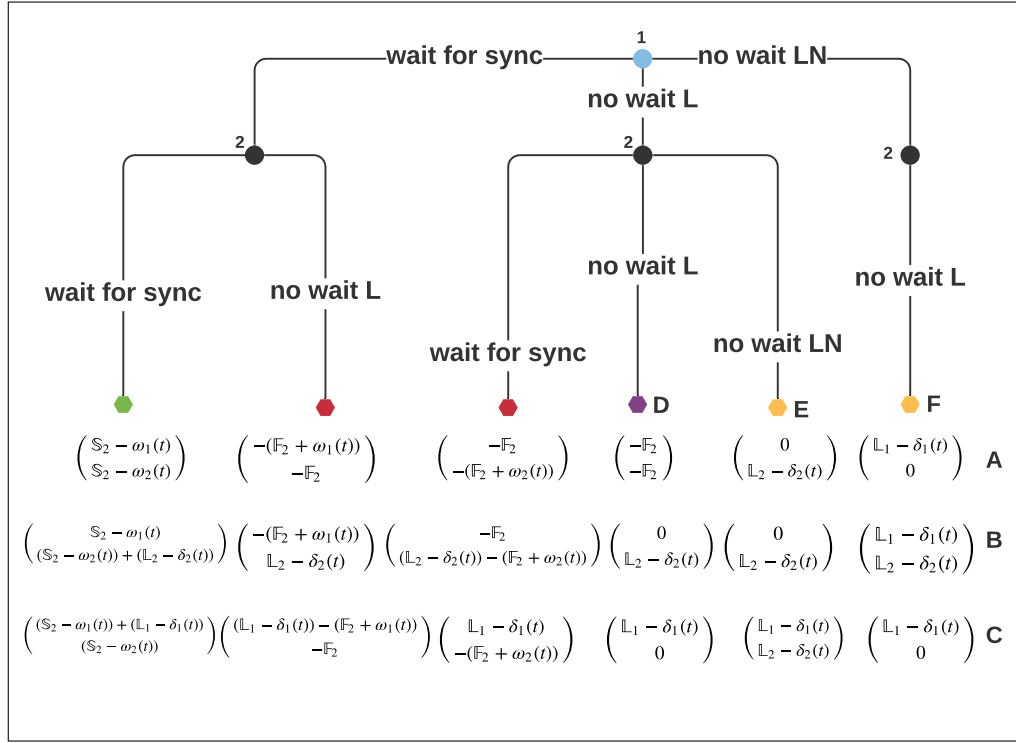 1
wait for sync no wait LN
no wait L
2 2 2
wait for sync no wait L no wait L no wait L
wait for sync no wait LN
D E F
(𝕊₂ − ω₁(t) / 𝕊₂ − ω₂(t)) (−(𝔽₂ + ω₁(t)) / −𝔽₂) (−𝔽₂ / −(𝔽₂ + ω₂(t))) (−𝔽₂ / −𝔽₂) (0 / 𝕃₂ − δ₂(t)) (𝕃₁ − δ₁(t) / 0) A
(𝕊₂ − ω₁(t) / (𝕊₂ − ω₂(t)) + (𝕃₂ − δ₂(t))) (−(𝔽₂ + ω₁(t)) / 𝕃₂ − δ₂(t)) (−𝔽₂ / (𝕃₂ − δ₂(t)) − (𝔽₂ + ω₂(t))) (0 / 𝕃₂ − δ₂(t)) (0 / 𝕃₂ − δ₂(t)) (𝕃₁ − δ₁(t) / 𝕃₂ − δ₂(t)) B
((𝕊₂ − ω₁(t)) + (𝕃₁ − δ₁(t)) / (𝕊₂ − ω₂(t))) ((𝕃₁ − δ₁(t)) − (𝔽₂ + ω₁(t)) / −𝔽₂) (𝕃₁ − δ₁(t) / −(𝔽₂ + ω₂(t))) (𝕃₁ − δ₁(t) / 0) (𝕃₁ − δ₁(t) / 𝕃₂ − δ₂(t)) (𝕃₁ − δ₁(t) / 0) C